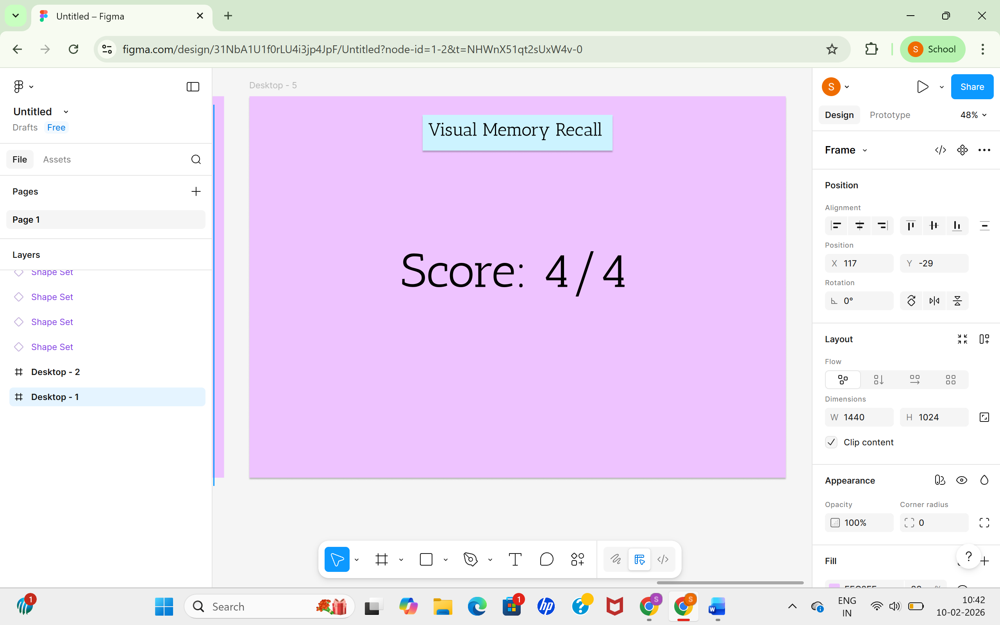 Untitled – Figma
figma.com/design/31NbA1U1f0rLU4i3jp4JpF/Untitled?node-id=1-2&t=NHWnX51qt2sUxW4v-0
S School
Untitled
Drafts Free
File Assets
Pages
Page 1
Layers
Shape Set
Shape Set
Shape Set
Shape Set
Desktop - 2
Desktop - 1
Desktop - 5
Visual Memory Recall
Score: 4/4
S
Share
Design Prototype 48%
Frame
Position
Alignment
Position
X 117 Y -29
Rotation
0°
Layout
Flow
Dimensions
W 1440 H 1024
Clip content
Appearance
Opacity Corner radius
100% 0
Fill
?
1
Search
1
hp
?
S
S
W
ENG
IN
10:42
10-02-2026